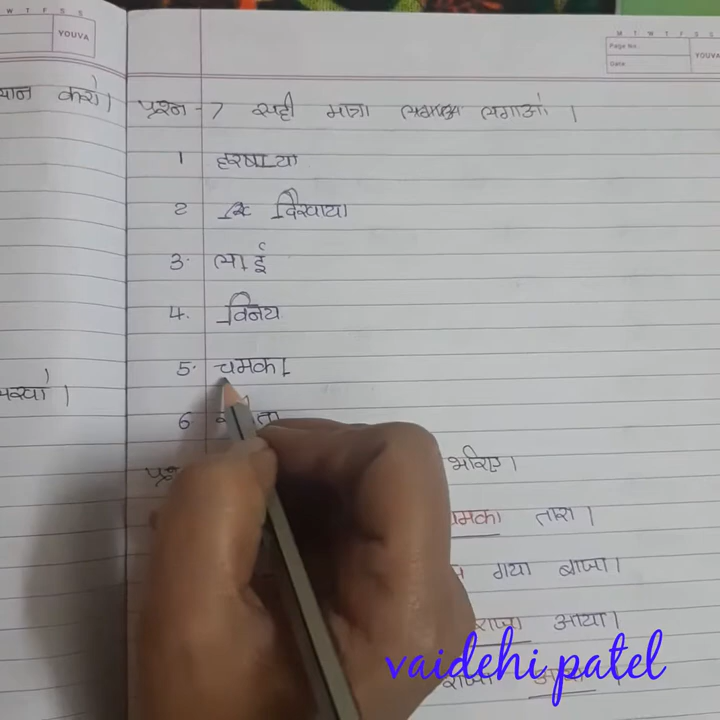 M T W T F S S
YOUVA
M T W T F S S
Page No.:
Date:
YOUVA
करो।
प्रश्न - 7 सही मात्रा लगाओ।
1 हरषाया
2 दिखाया
3. लाई
4. विनय
5. चमका
6
भरिए।
चमका तारा।
गया बाजा।
राजा आया।
राजा
vaidehi patel